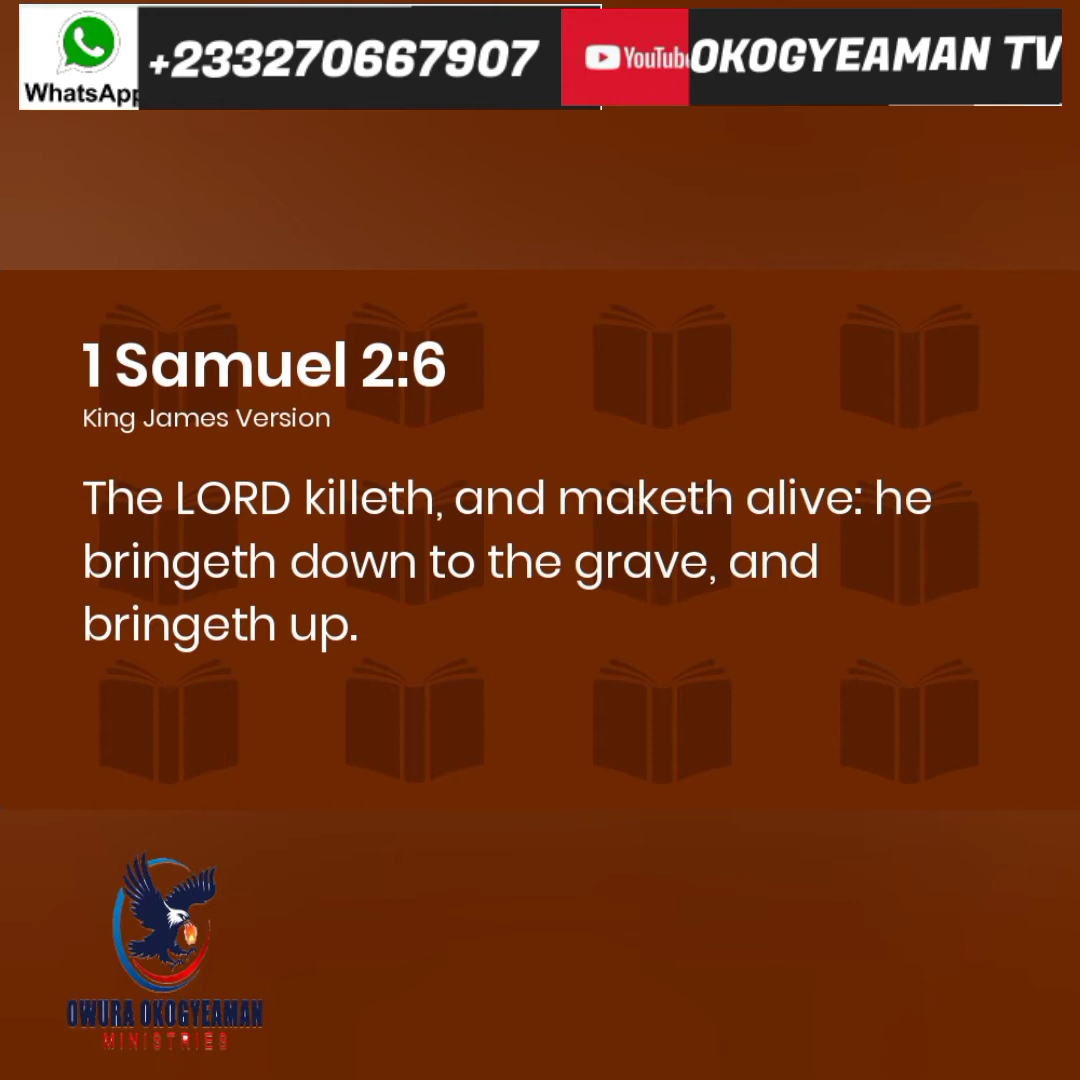 WhatsApp
+233270667907
YouTube
OKOGYEAMAN TV
1 Samuel 2:6
King James Version
The LORD killeth, and maketh alive: he
bringeth down to the grave, and
bringeth up.
OWURA OKOGYEAMAN
MINISTRIES